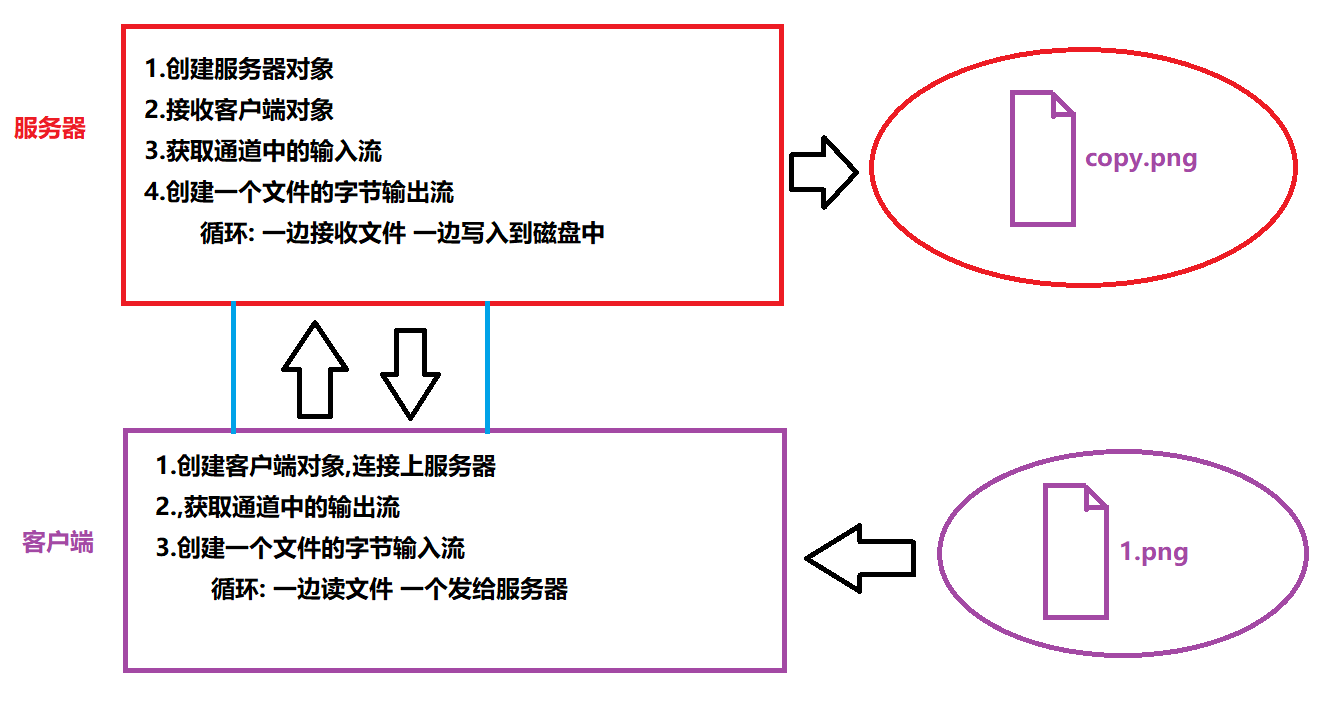 服务器
1.创建服务器对象
2.接收客户端对象
3.获取通道中的输入流
4.创建一个文件的字节输出流
循环: 一边接收文件 一边写入到磁盘中
copy.png
客户端
1.创建客户端对象,连接上服务器
2.,获取通道中的输出流
3.创建一个文件的字节输入流
循环: 一边读文件 一个发给服务器
1.png